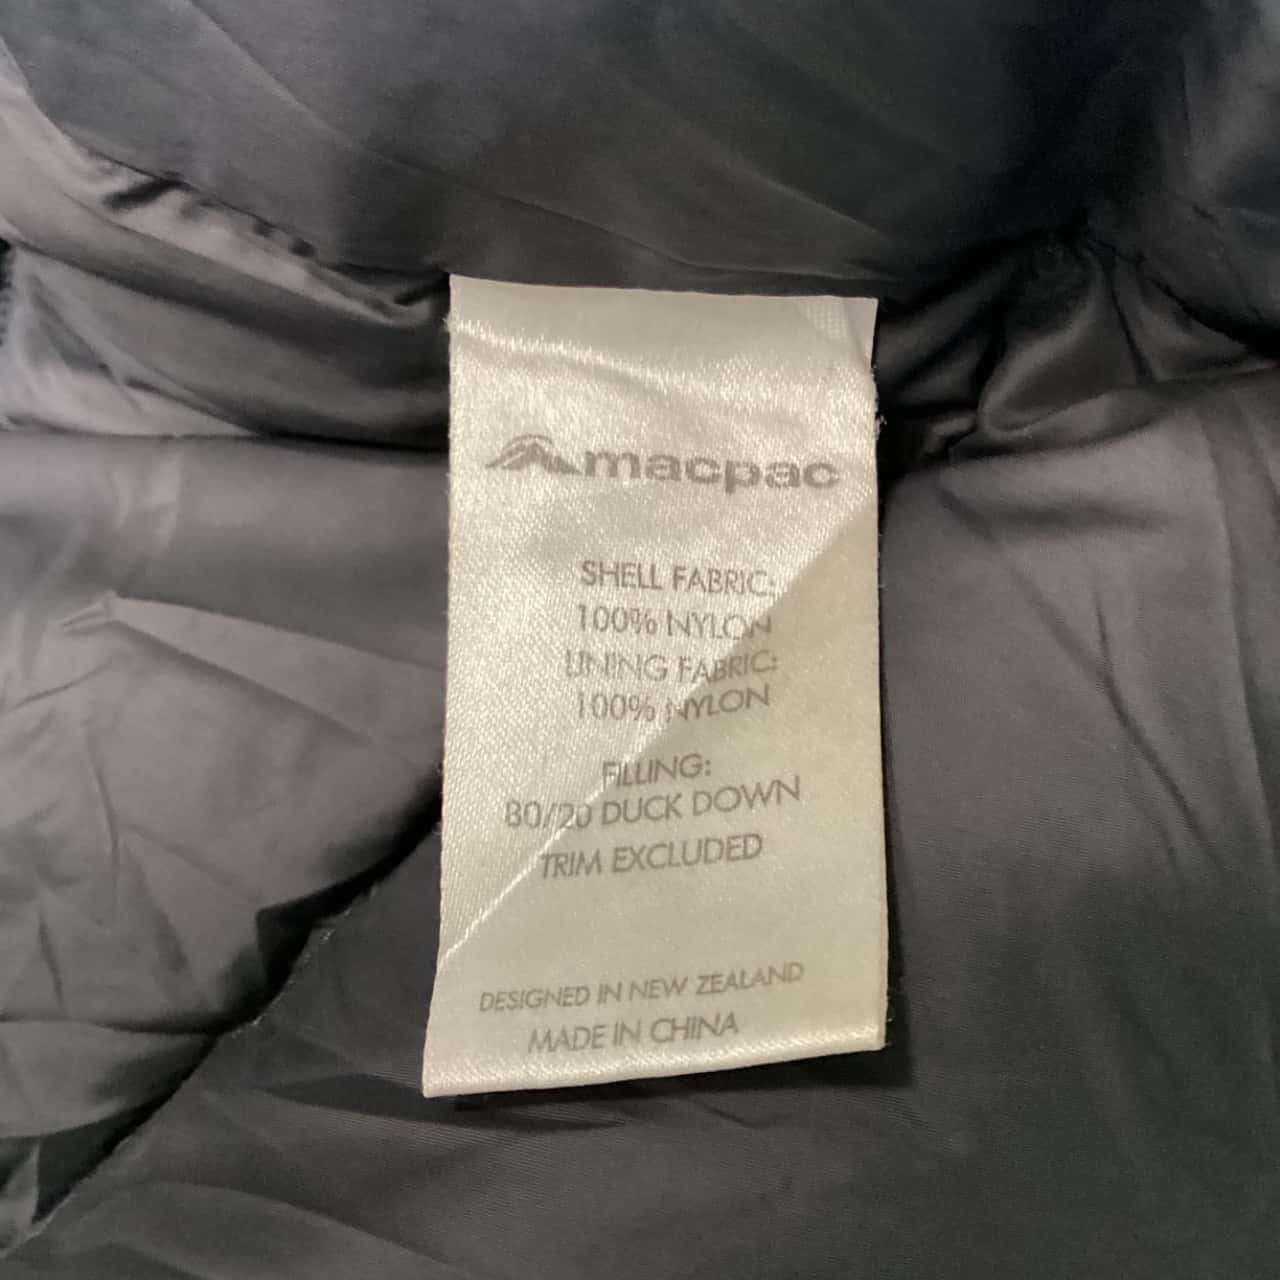 macpac
SHELL FABRIC:
100% NYLON
LINING FABRIC:
100% NYLON
FILLING:
80/20 DUCK DOWN
TRIM EXCLUDED
DESIGNED IN NEW ZEALAND
MADE IN CHINA